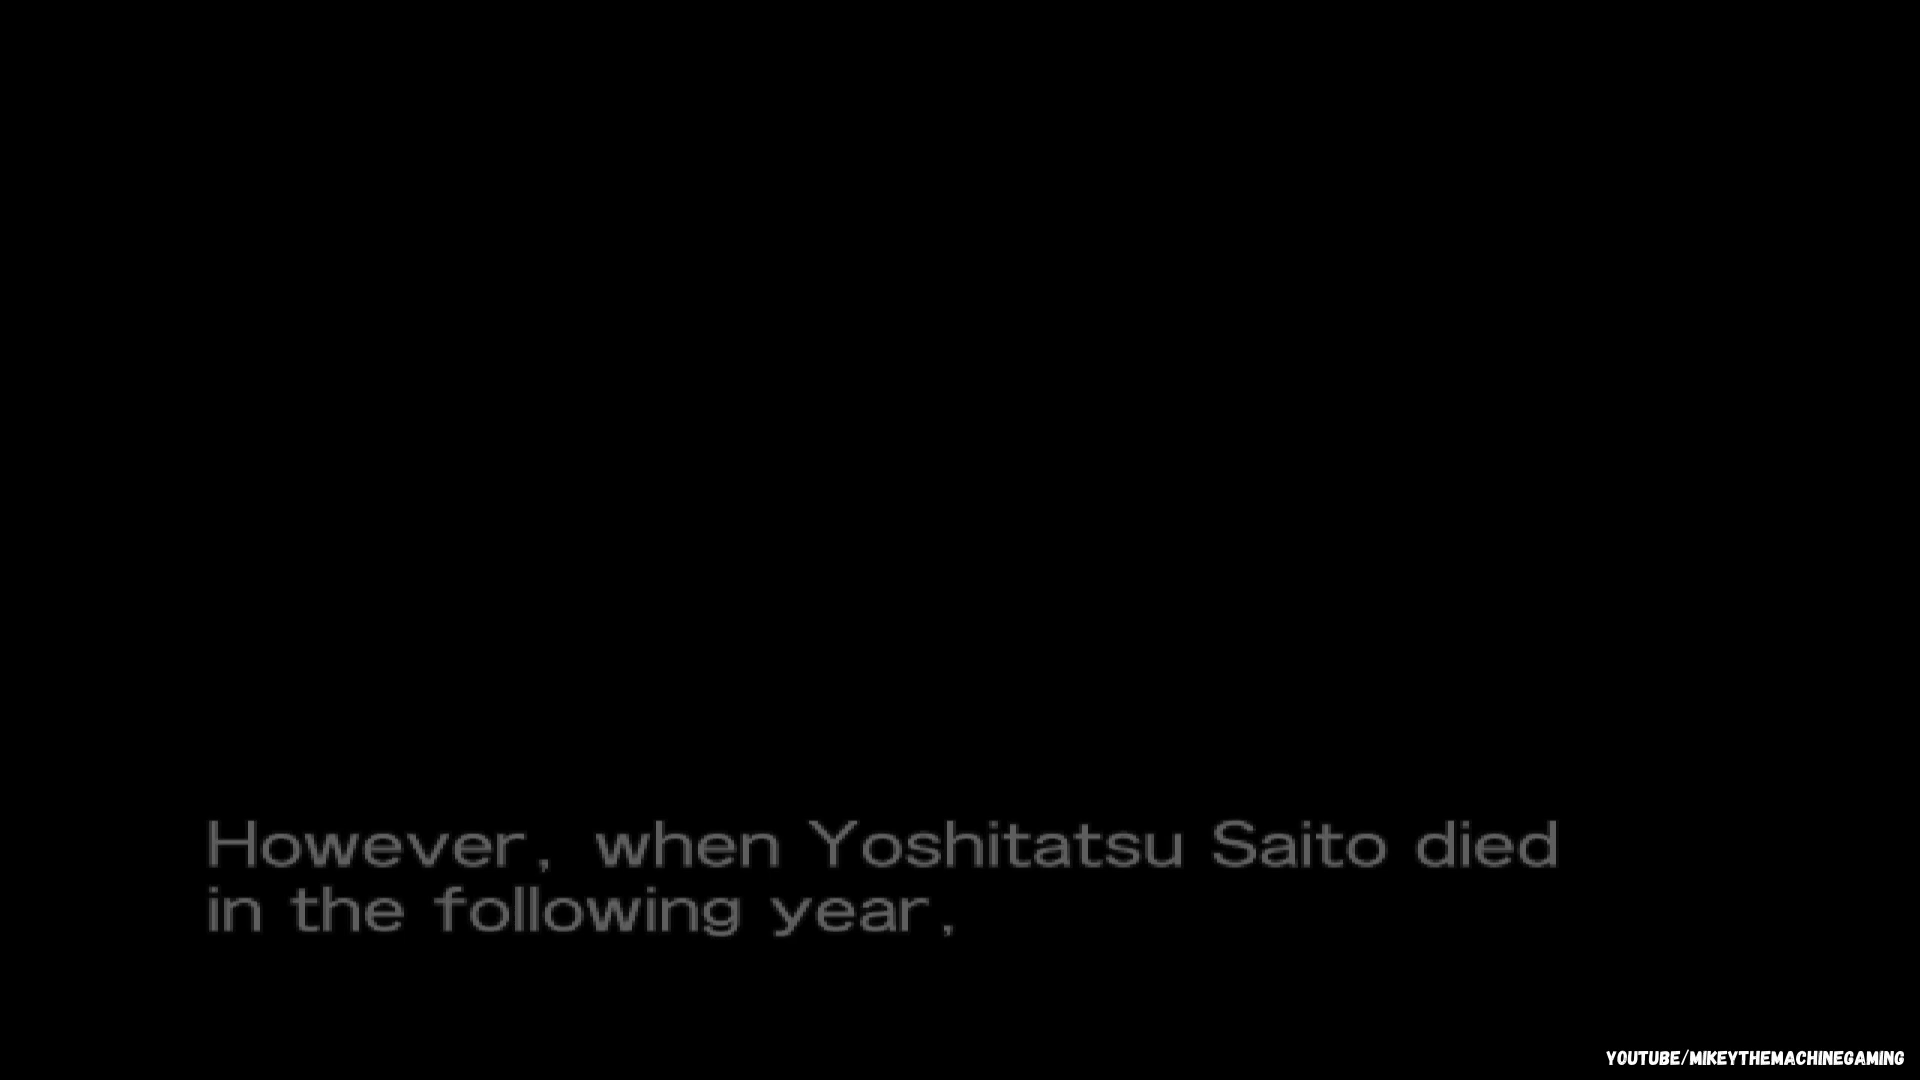 However, when Yoshitatsu Saito died
in the following year,
YOUTUBE/MIKEYTHEMACHINEGAMING